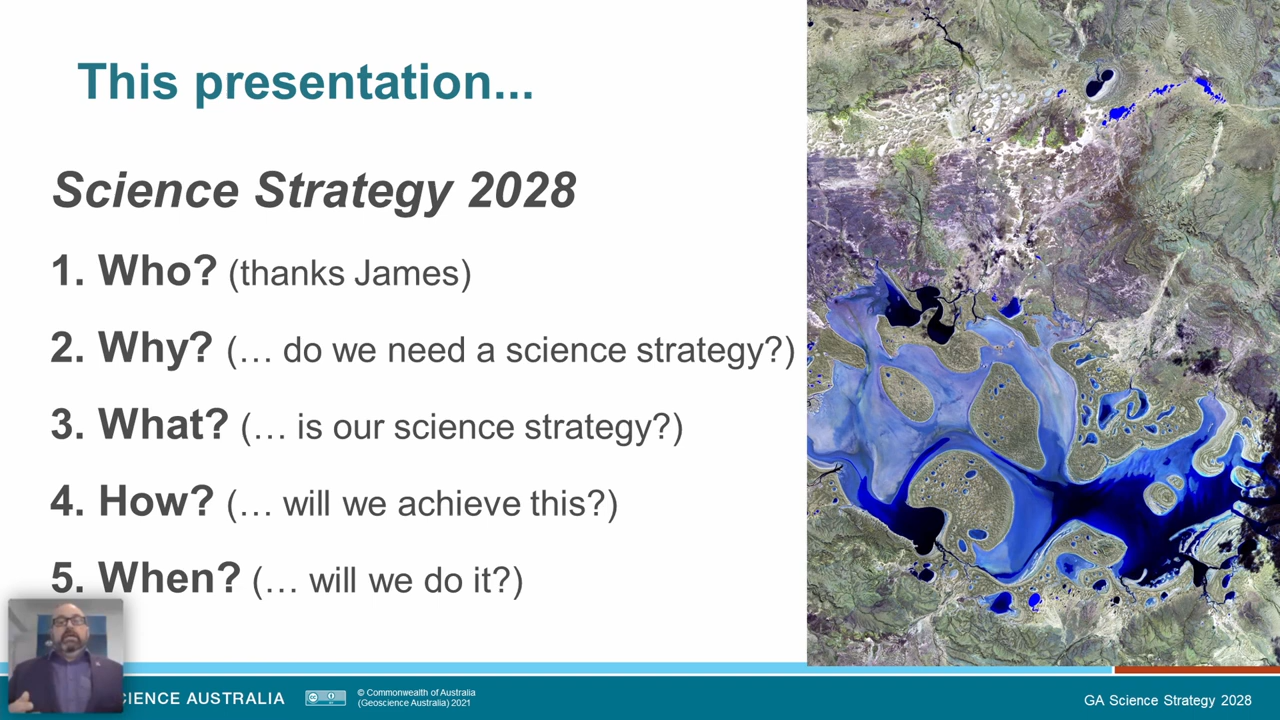 This presentation...
Science Strategy 2028
1. Who? (thanks James)
2. Why? (… do we need a science strategy?)
3. What? (… is our science strategy?)
4. How? (… will we achieve this?)
5. When? (… will we do it?)
CIENCE AUSTRALIA
© Commonwealth of Australia
(Geoscience Australia) 2021
GA Science Strategy 2028